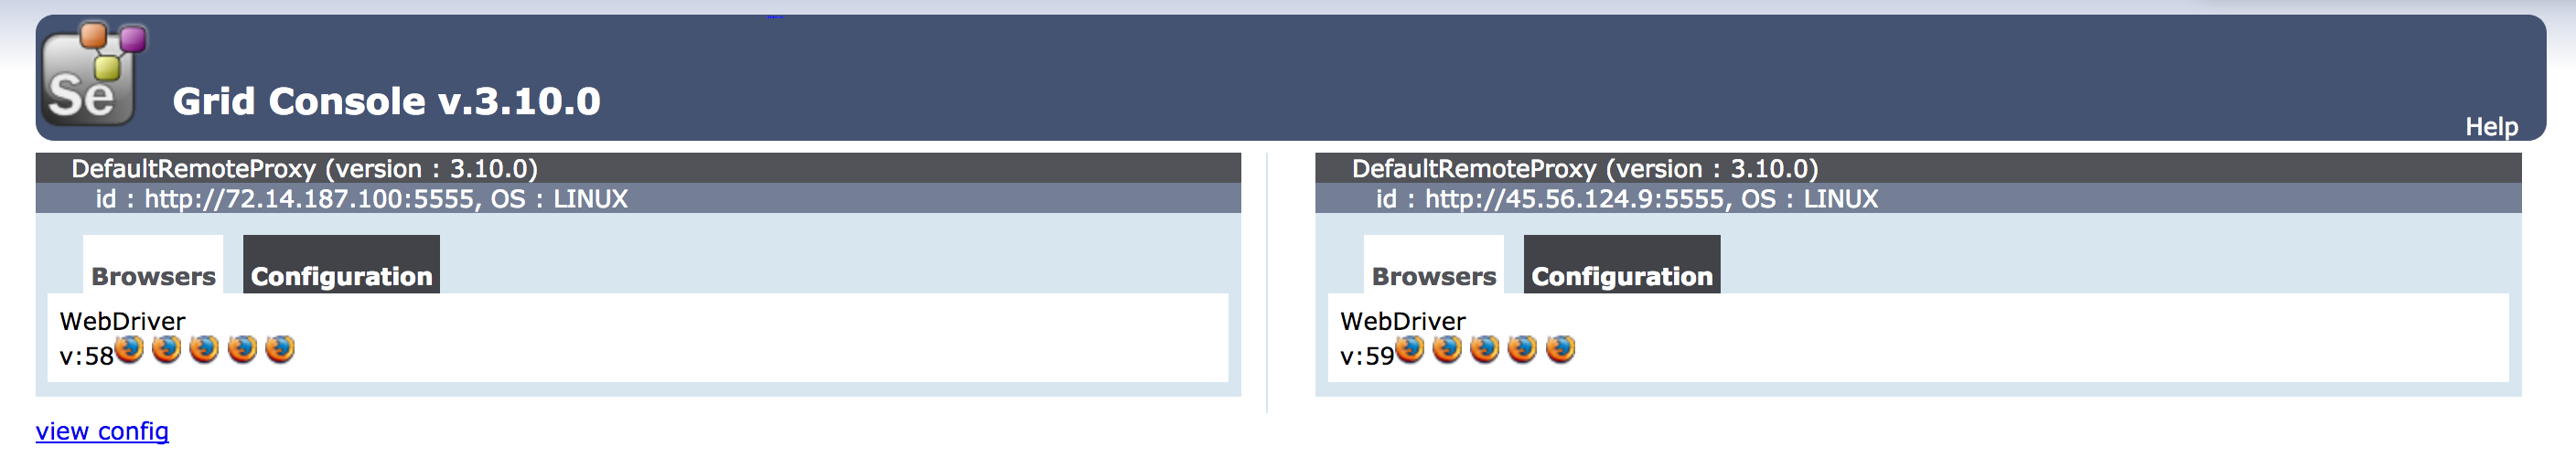 Se
Grid Console v.3.10.0
Help
DefaultRemoteProxy (version : 3.10.0)
id : http://72.14.187.100:5555, OS : LINUX
Browsers Configuration
WebDriver
v:58
DefaultRemoteProxy (version : 3.10.0)
id : http://45.56.124.9:5555, OS : LINUX
Browsers Configuration
WebDriver
v:59
view config